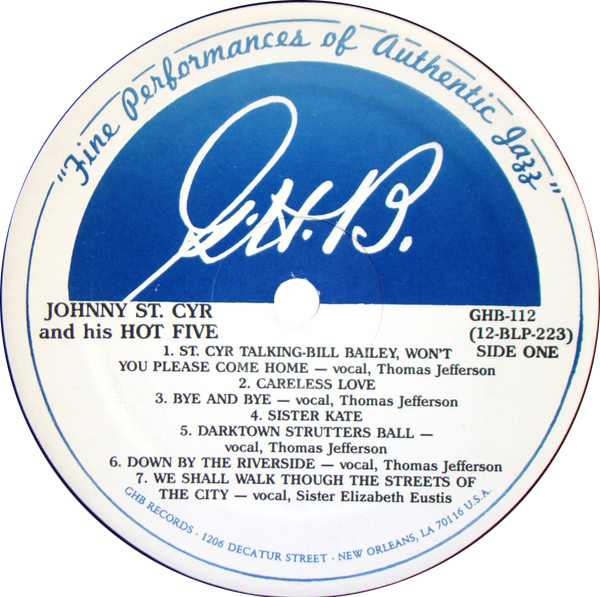 "Fine Performances of Authentic Jazz"
G.H.B.
JOHNNY ST. CYR
and his HOT FIVE
GHB-112
(12-BLP-223)
SIDE ONE
1. ST. CYR TALKING-BILL BAILEY, WON'T
YOU PLEASE COME HOME — vocal, Thomas Jefferson
2. CARELESS LOVE
3. BYE AND BYE — vocal, Thomas Jefferson
4. SISTER KATE
5. DARKTOWN STRUTTERS BALL —
vocal, Thomas Jefferson
6. DOWN BY THE RIVERSIDE — vocal, Thomas Jefferson
7. WE SHALL WALK THOUGH THE STREETS OF
THE CITY — vocal, Sister Elizabeth Eustis
GHB RECORDS - 1206 DECATUR STREET - NEW ORLEANS, LA 70116 U.S.A.